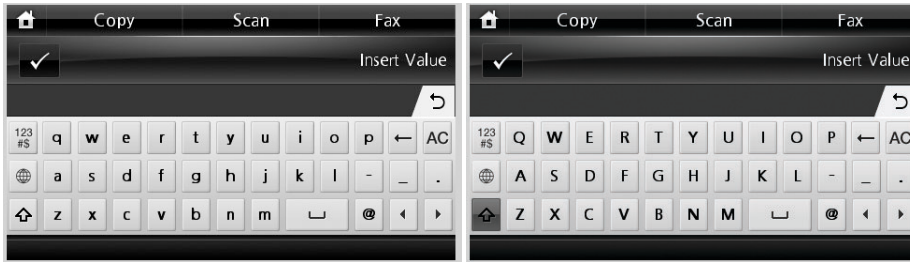 Copy Scan Fax
Insert Value
123 #$ q w e r t y u i o p ← AC
a s d f g h j k l - _ .
z x c v b n m @
Copy Scan Fax
Insert Value
123 #$ Q W E R T Y U I O P ← AC
A S D F G H J K L - _ .
Z X C V B N M @